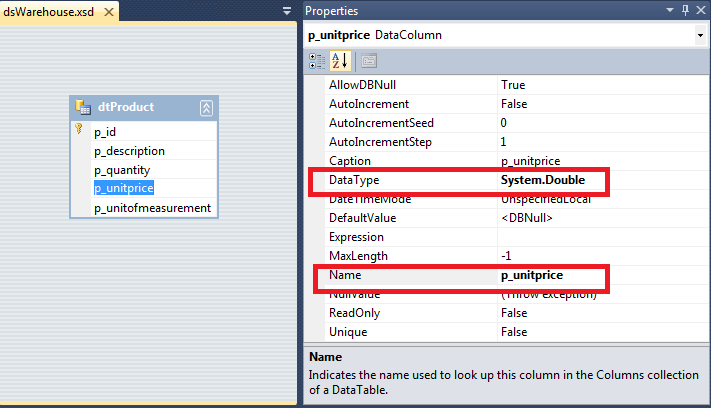 dsWarehouse.xsd
dtProduct
p_id
p_description
p_quantity
p_unitprice
p_unitofmeasurement
Properties
p_unitprice DataColumn
AllowDBNull True
AutoIncrement False
AutoIncrementSeed 0
AutoIncrementStep 1
Caption p_unitprice
DataType System.Double
DateTimeMode UnspecifiedLocal
DefaultValue <DBNull>
Expression
MaxLength -1
Name p_unitprice
NullValue (Throw exception)
ReadOnly False
Unique False
Name
Indicates the name used to look up this column in the Columns collection
of a DataTable.